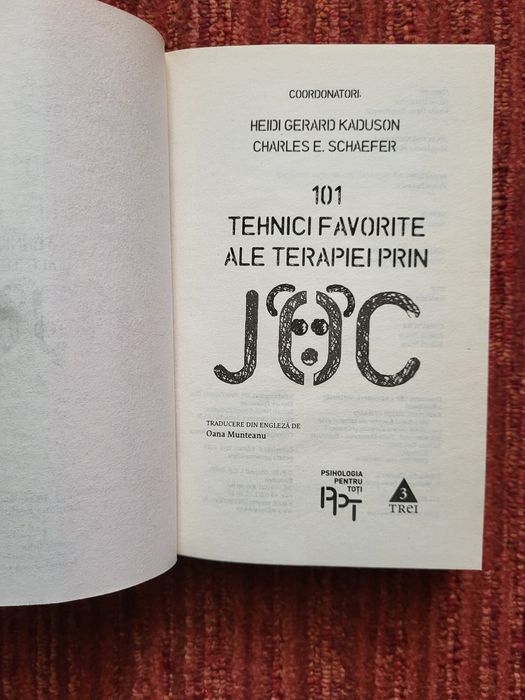 COORDONATORI:
HEIDI GERARD KADUSON
CHARLES E. SCHAEFER
101
TEHNICI FAVORITE
ALE TERAPIEI PRIN
JOC
TRADUCERE DIN ENGLEZĂ DE
Oana Munteanu
PSIHOLOGIA
PENTRU
TOȚI
PPT
3
TREI